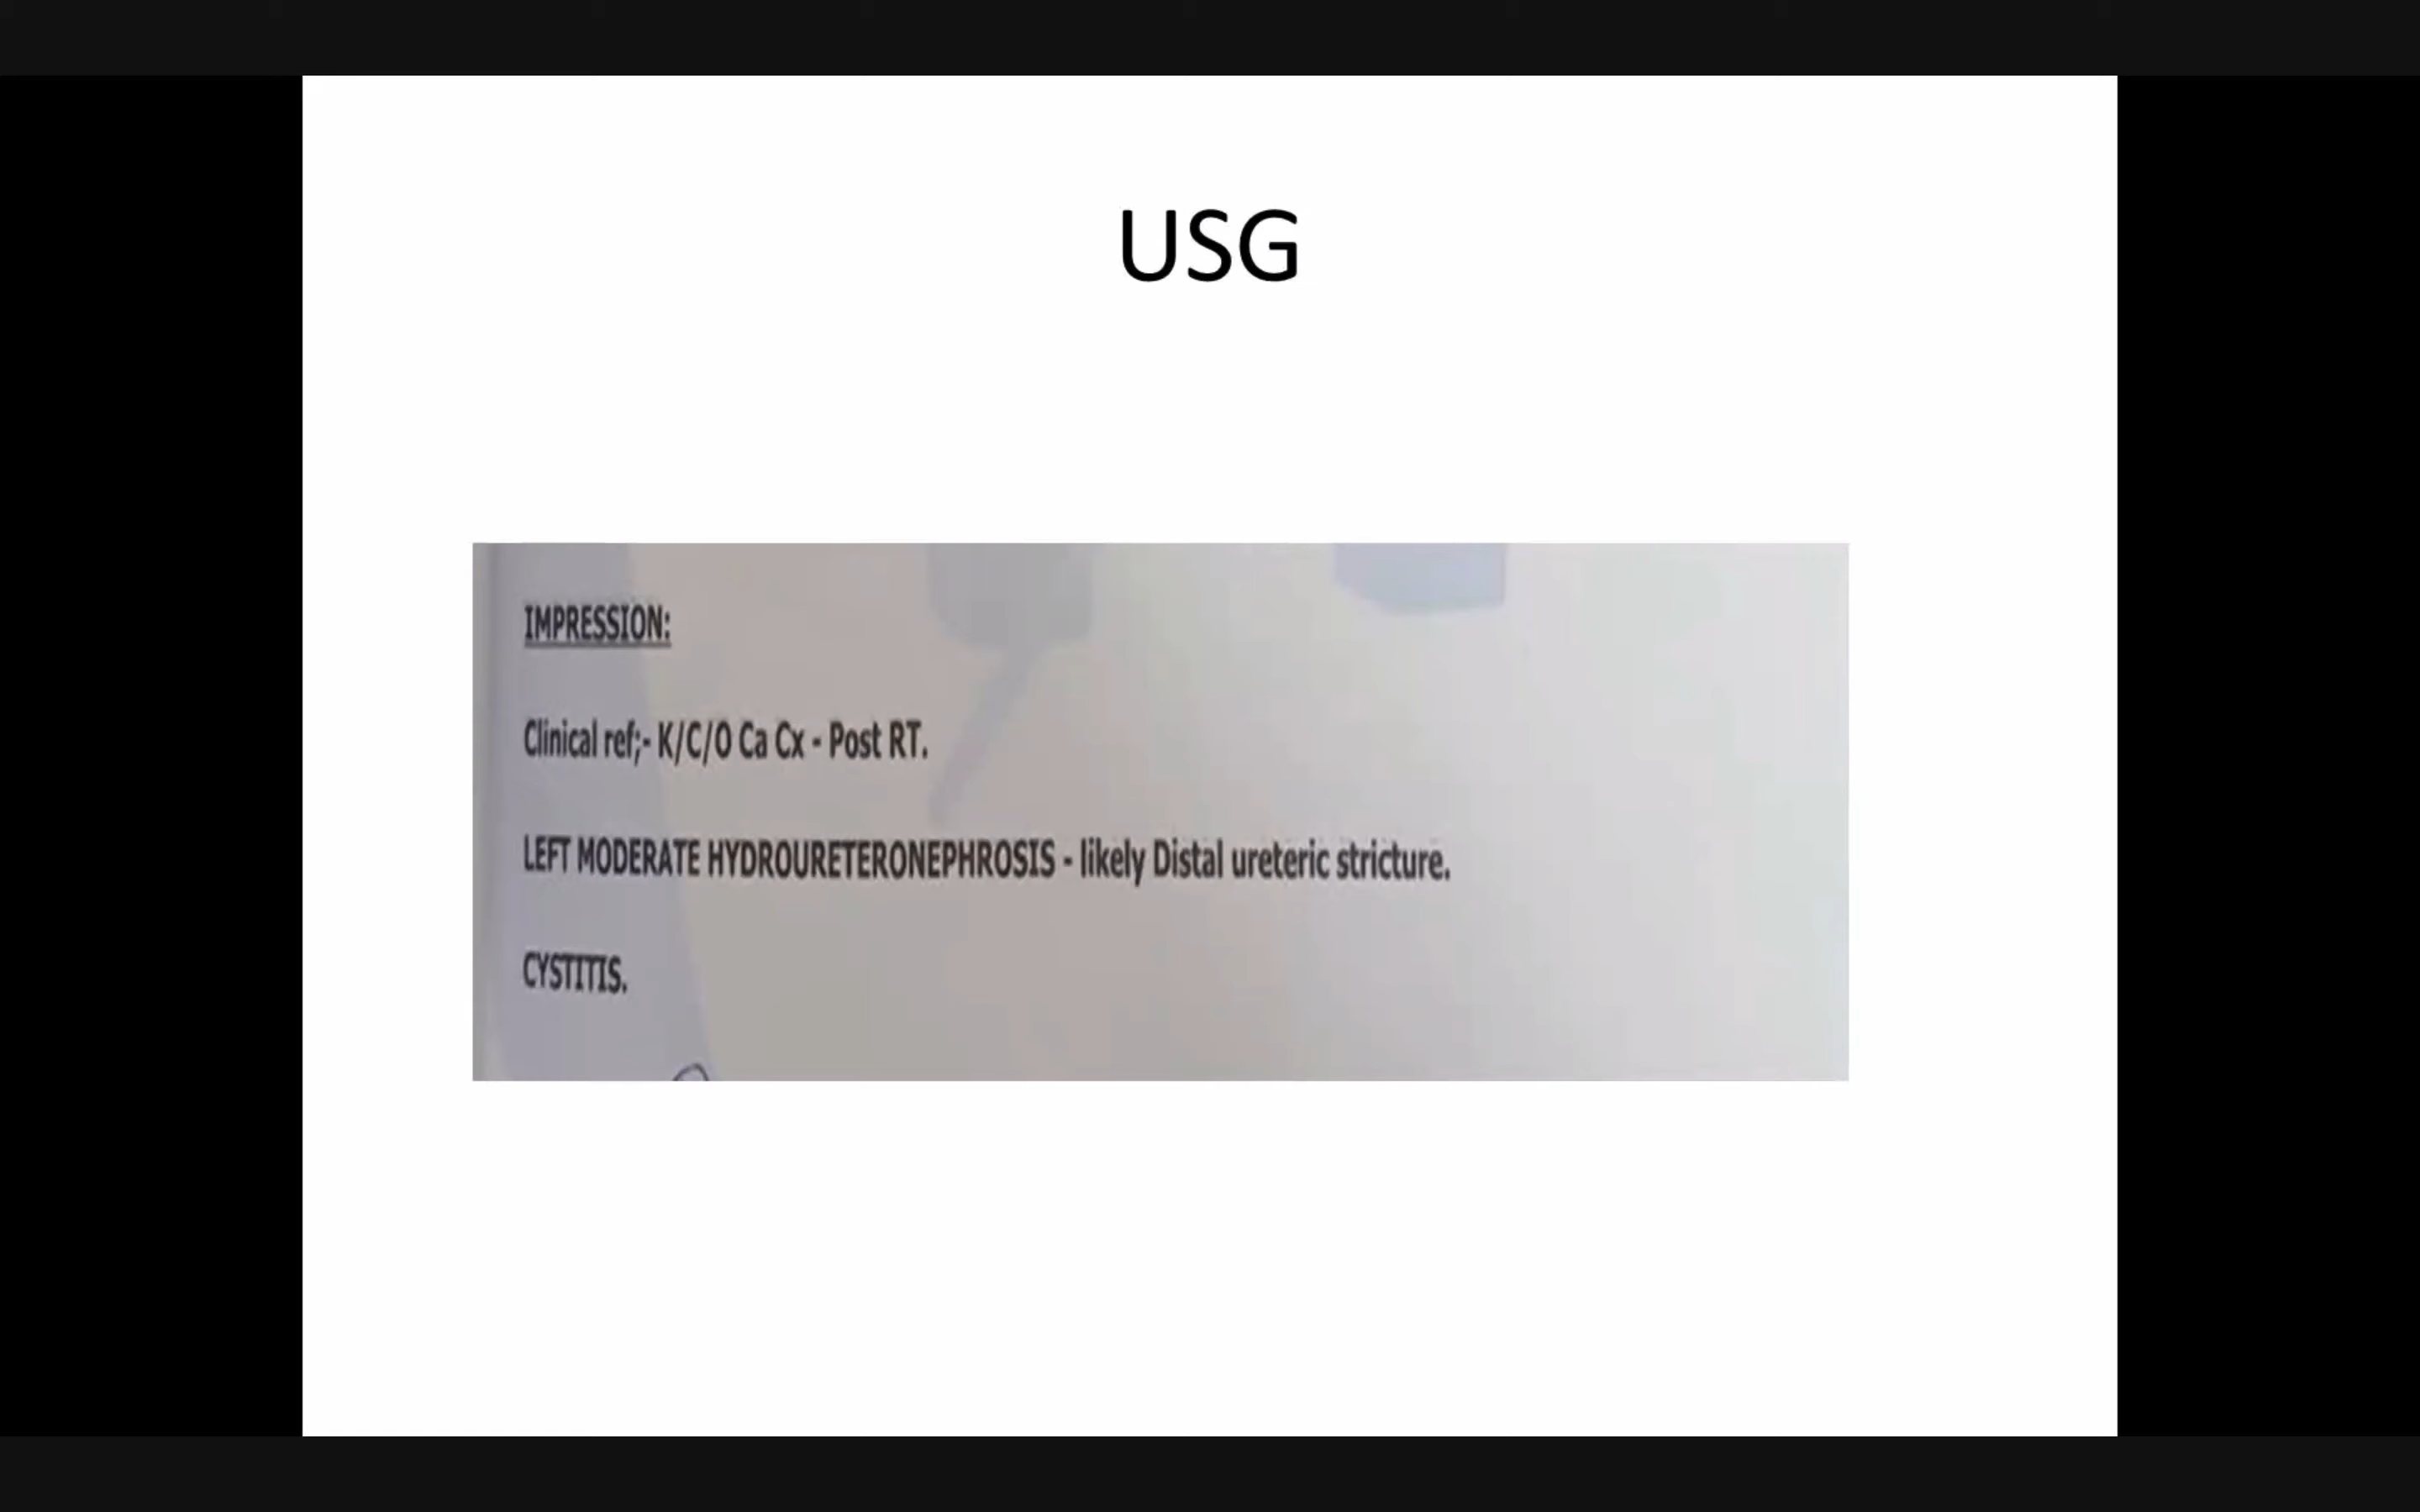 USG
IMPRESSION:
Clinical ref;- K/C/O Ca Cx - Post RT.
LEFT MODERATE HYDROURETERONEPHROSIS - likely Distal ureteric stricture.
CYSTITIS.